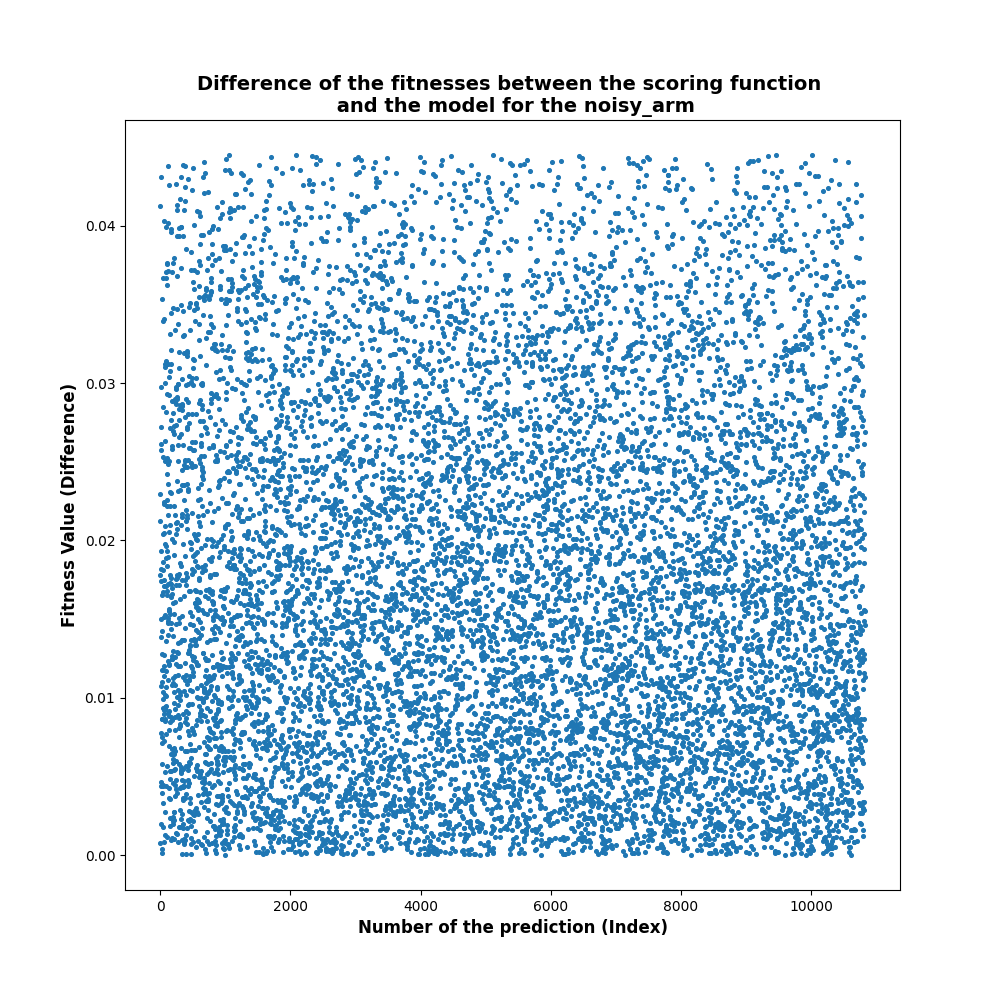 Difference of the fitnesses between the scoring function
and the model for the noisy_arm
Fitness Value (Difference)
0.04
0.03
0.02
0.01
0.00
0 2000 4000 6000 8000 10000
Number of the prediction (Index)